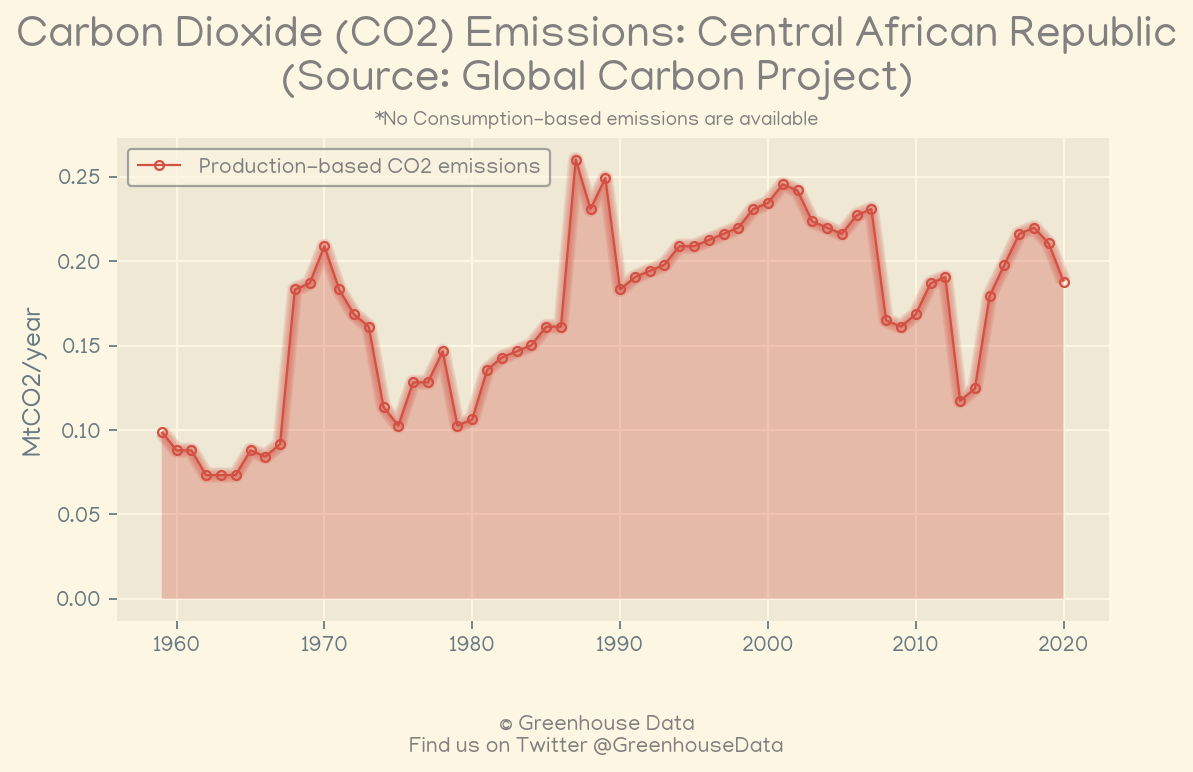 Carbon Dioxide (CO2) Emissions: Central African Republic
(Source: Global Carbon Project)
*No Consumption-based emissions are available
Production-based CO2 emissions
MtCO2/year
0.25
0.20
0.15
0.10
0.05
0.00
1960 1970 1980 1990 2000 2010 2020
© Greenhouse Data
Find us on Twitter @GreenhouseData